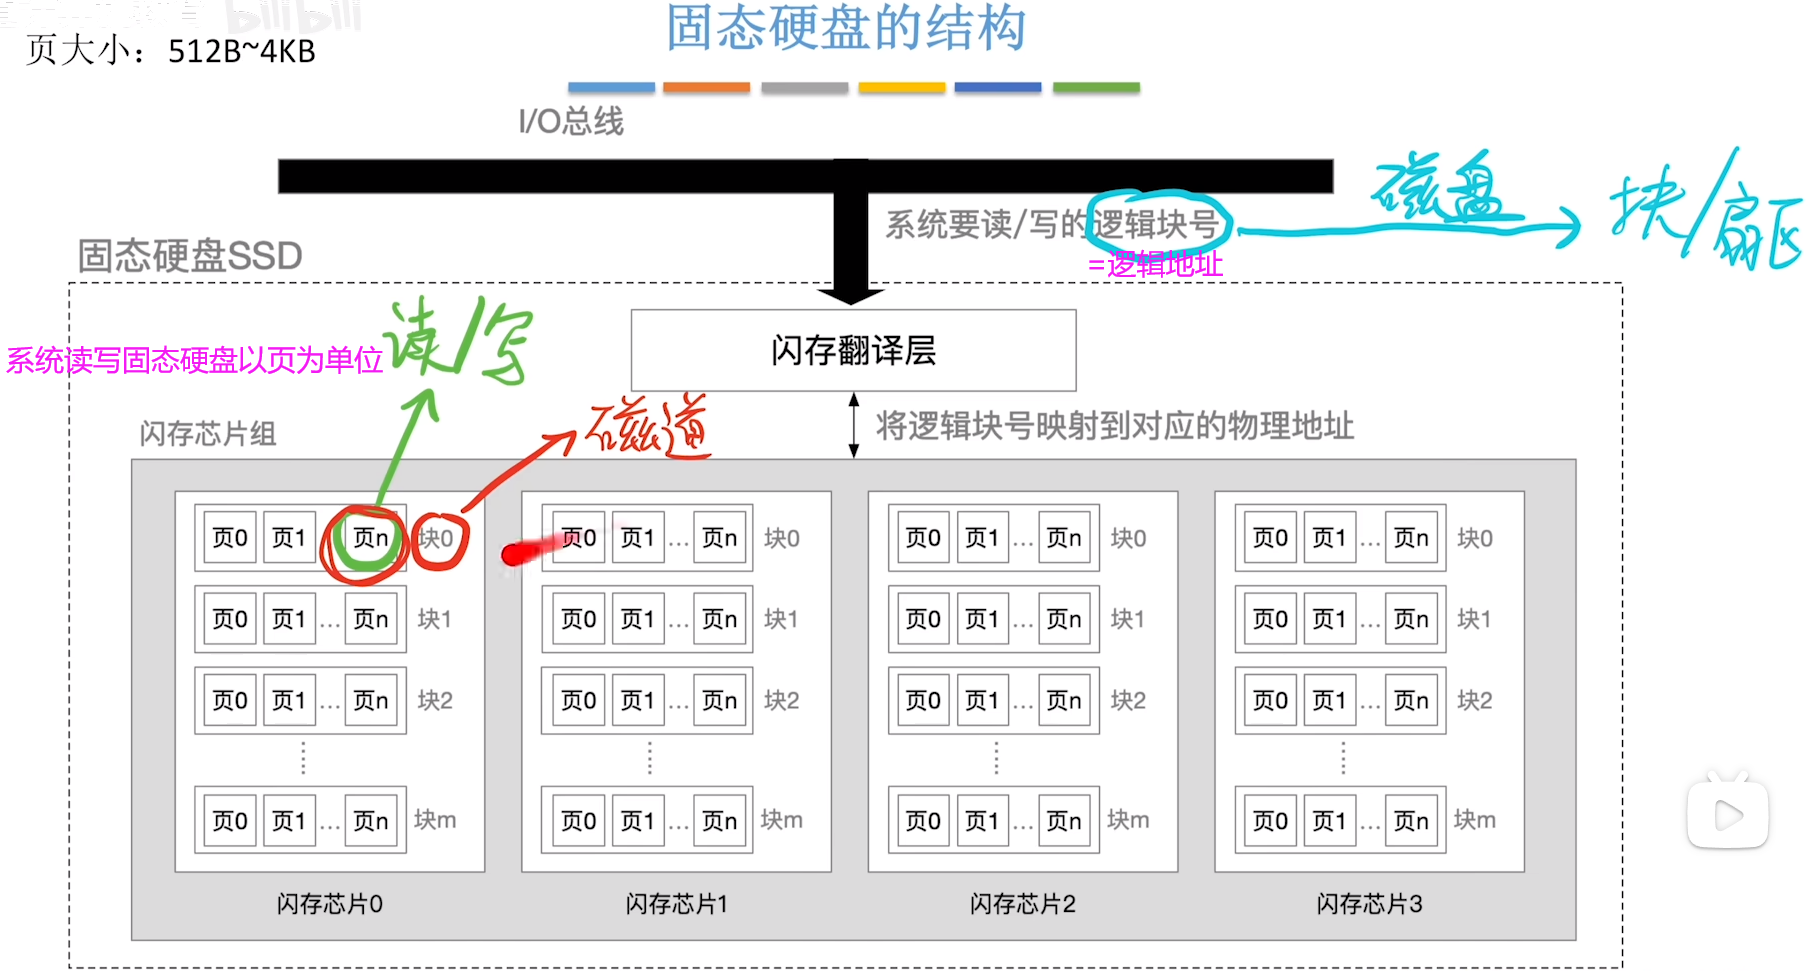 bilibili
页大小：512B~4KB
固态硬盘的结构
I/O总线
系统要读/写的逻辑块号
磁盘
块/扇区
=逻辑地址
固态硬盘SSD
闪存翻译层
系统读写固态硬盘以页为单位
读/写
磁道
将逻辑块号映射到对应的物理地址
闪存芯片组
页0 页1 页n 块0
页0 页1 … 页n 块0
页0 页1 … 页n 块0
页0 页1 … 页n 块0
页0 页1 … 页n 块1
页0 页1 … 页n 块1
页0 页1 … 页n 块1
页0 页1 … 页n 块1
页0 页1 … 页n 块2
页0 页1 … 页n 块2
页0 页1 … 页n 块2
页0 页1 … 页n 块2
页0 页1 … 页n 块m
页0 页1 … 页n 块m
页0 页1 … 页n 块m
页0 页1 … 页n 块m
闪存芯片0
闪存芯片1
闪存芯片2
闪存芯片3